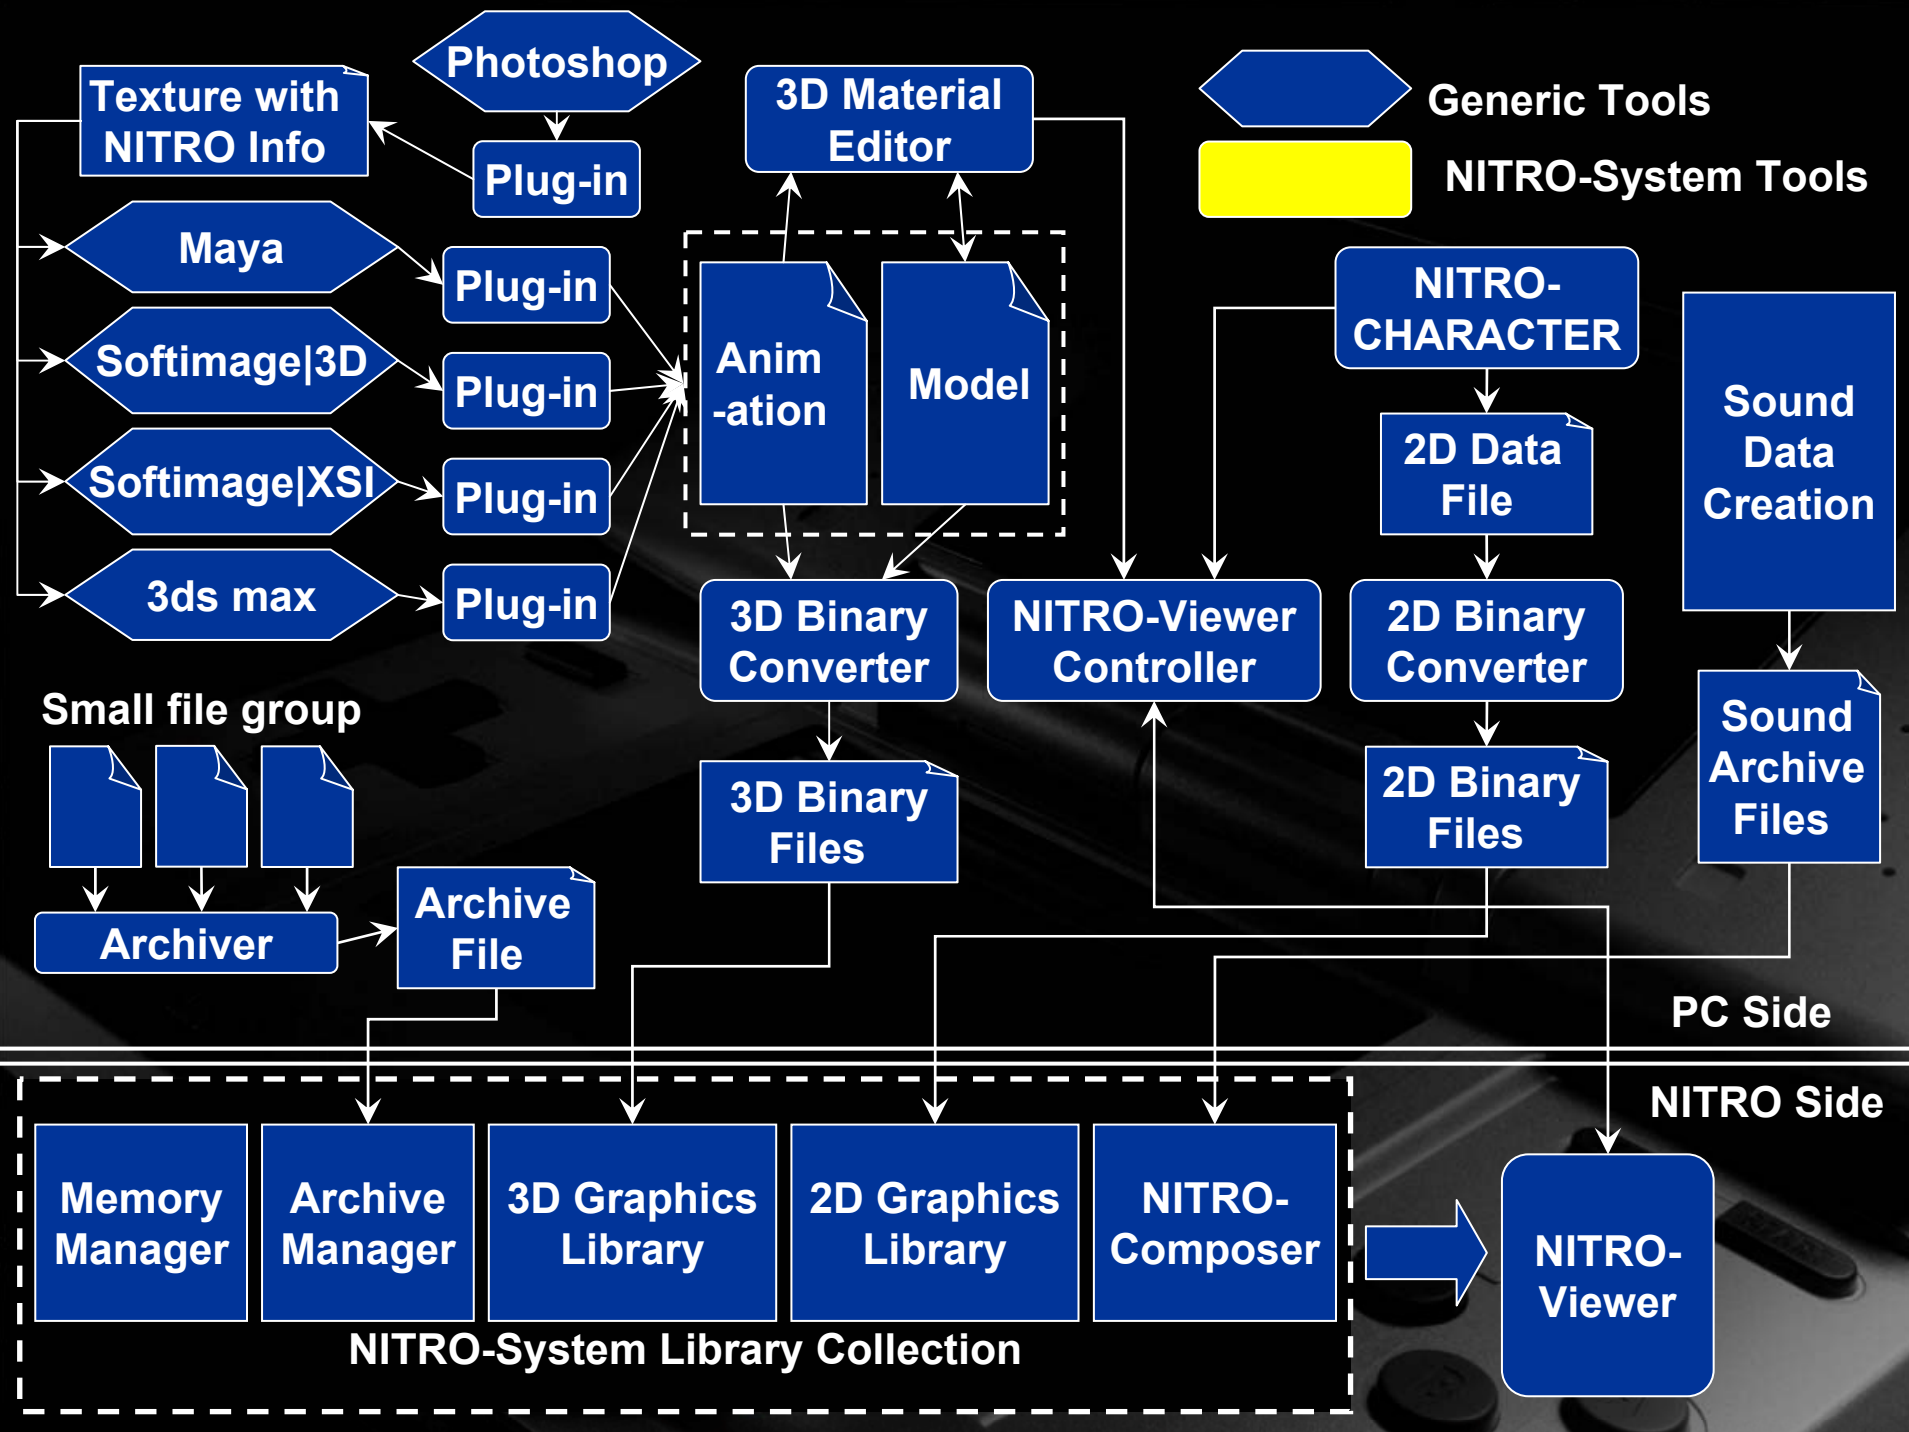 Photoshop
Texture with
NITRO Info
Plug-in
3D Material
Editor
Generic Tools
NITRO-System Tools
Maya
Plug-in
Softimage|3D
Plug-in
Softimage|XSI
Plug-in
3ds max
Plug-in
Anim
-ation
Model
NITRO-
CHARACTER
2D Data
File
Sound
Data
Creation
3D Binary
Converter
NITRO-Viewer
Controller
2D Binary
Converter
Small file group
3D Binary
Files
2D Binary
Files
Sound
Archive
Files
Archiver
Archive
File
PC Side
NITRO Side
Memory
Manager
Archive
Manager
3D Graphics
Library
2D Graphics
Library
NITRO-
Composer
NITRO-
Viewer
NITRO-System Library Collection